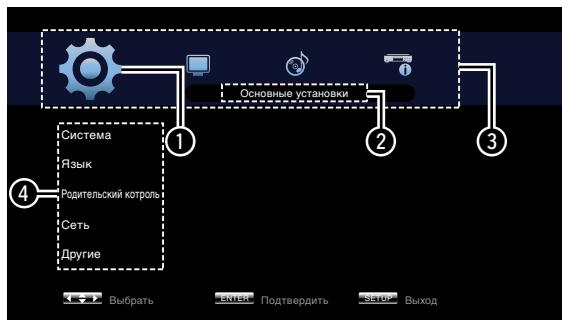 Основные установки
1
2
3
Система
Язык
4
Родительский котроль
Сеть
Другие
Выбрать ENTER Подтвердить SETUP Выход